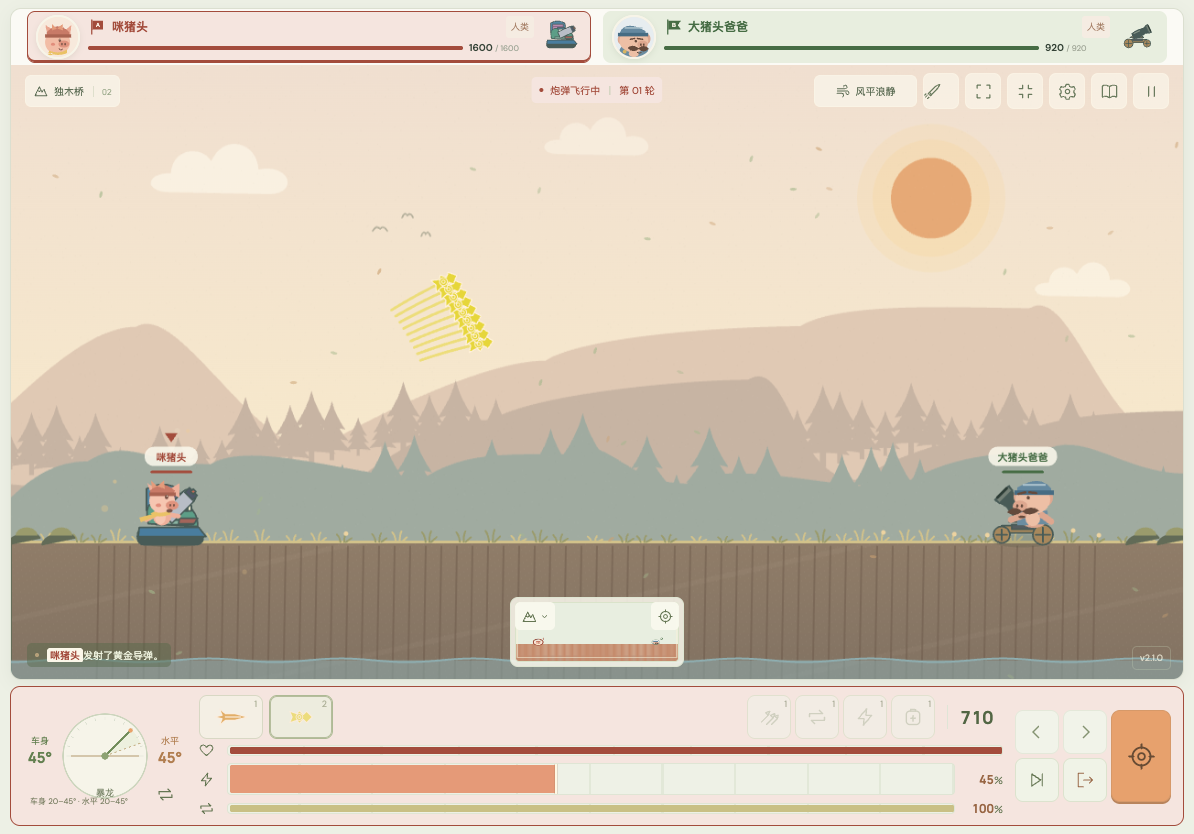 咪猪头
人类
1600 / 1600
大猪头爸爸
人类
920 / 920
独木桥 02
炮弹飞行中 第 01 轮
风平浪静
咪猪头
大猪头爸爸
咪猪头 发射了黄金导弹。
v2.1.0
车身
45°
水平
45°
暴龙
车身 20–45° · 水平 20–45°
1
2
1
1
1
1
710
45%
100%